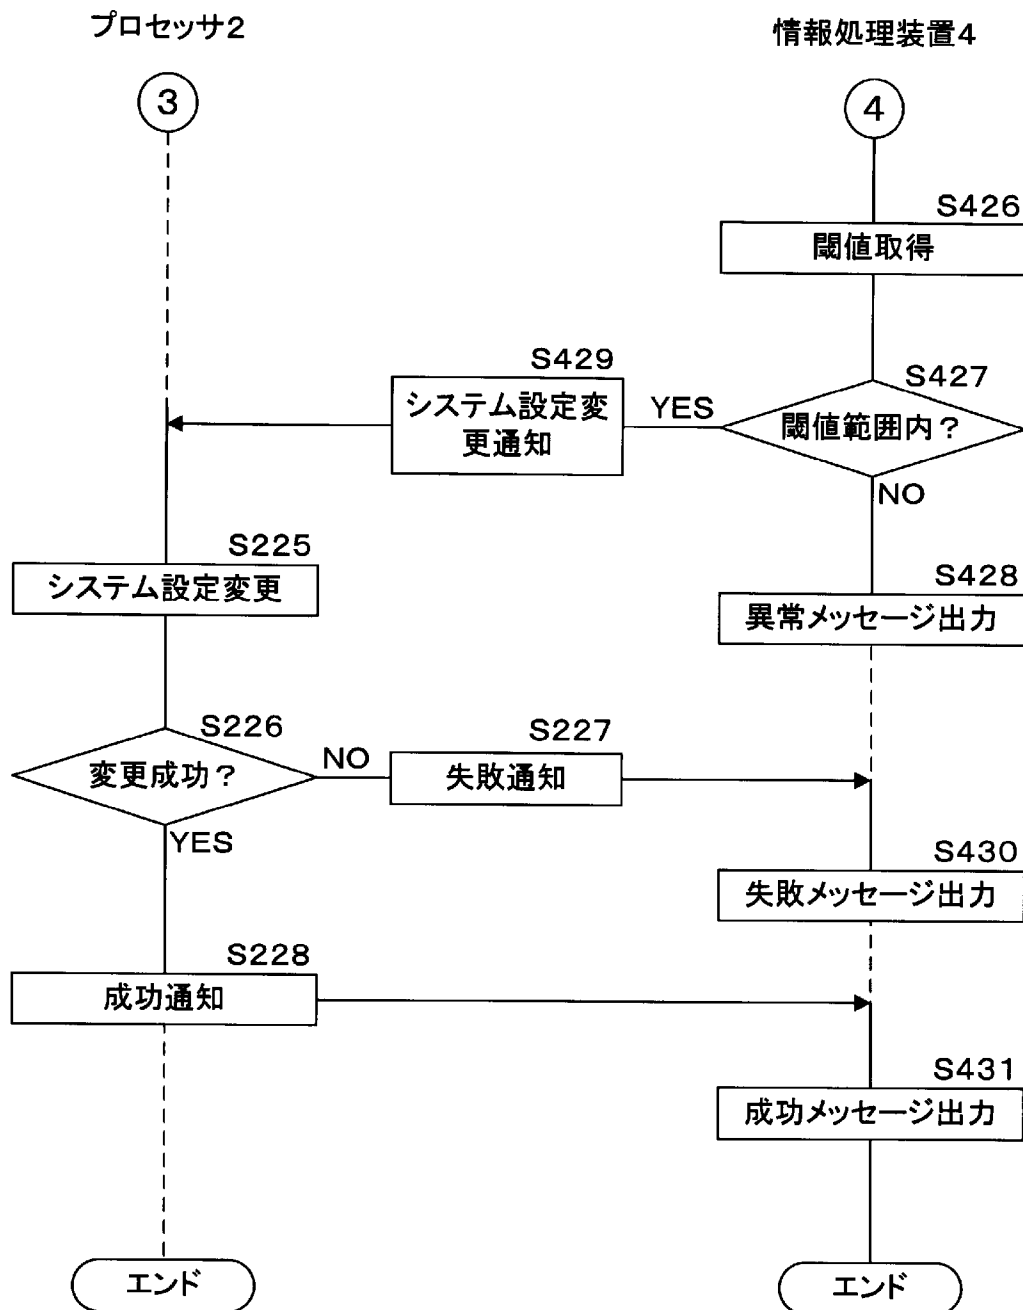 プロセッサ2
情報処理装置4
3
4
S426
閾値取得
S429
システム設定変
更通知
YES
S427
閾値範囲内?
NO
S225
システム設定変更
S428
異常メッセージ出力
S226
変更成功?
NO
S227
失敗通知
YES
S430
失敗メッセージ出力
S228
成功通知
S431
成功メッセージ出力
エンド
エンド